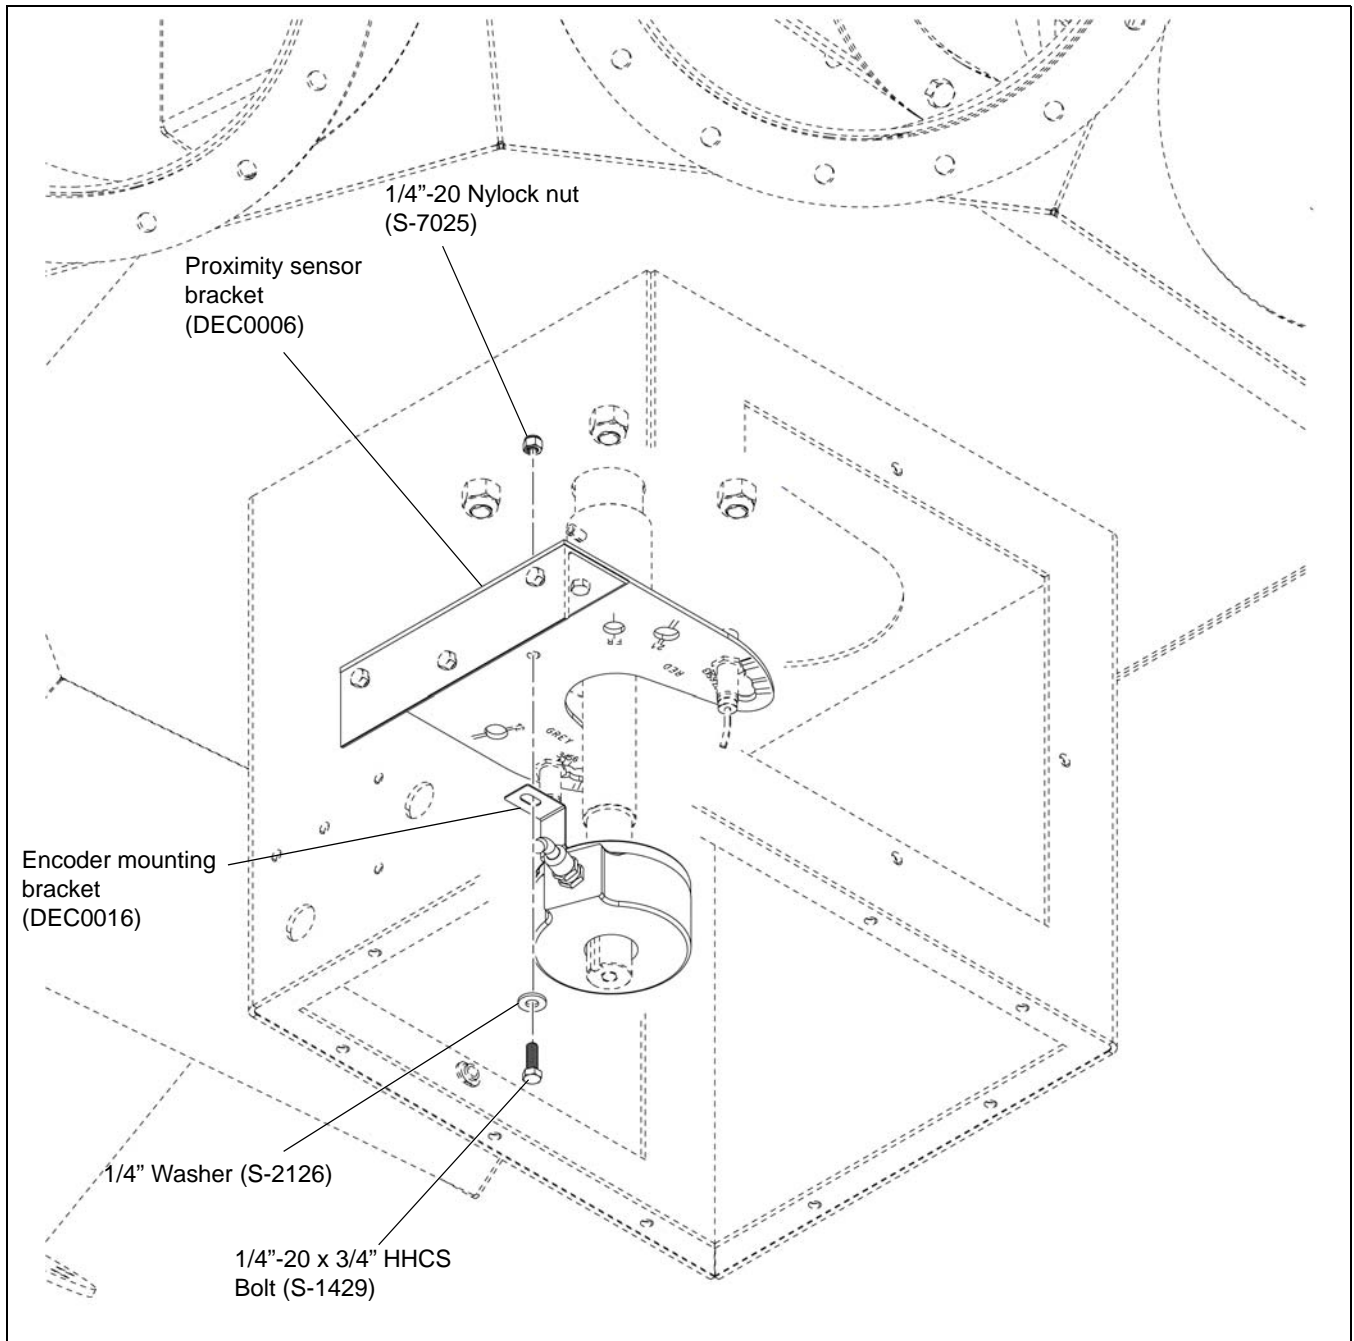 1/4”-20 Nylock nut
(S-7025)
Proximity sensor
bracket
(DEC0006)
RED
GREY
Encoder mounting
bracket
(DEC0016)
1/4” Washer (S-2126)
1/4”-20 x 3/4” HHCS
Bolt (S-1429)